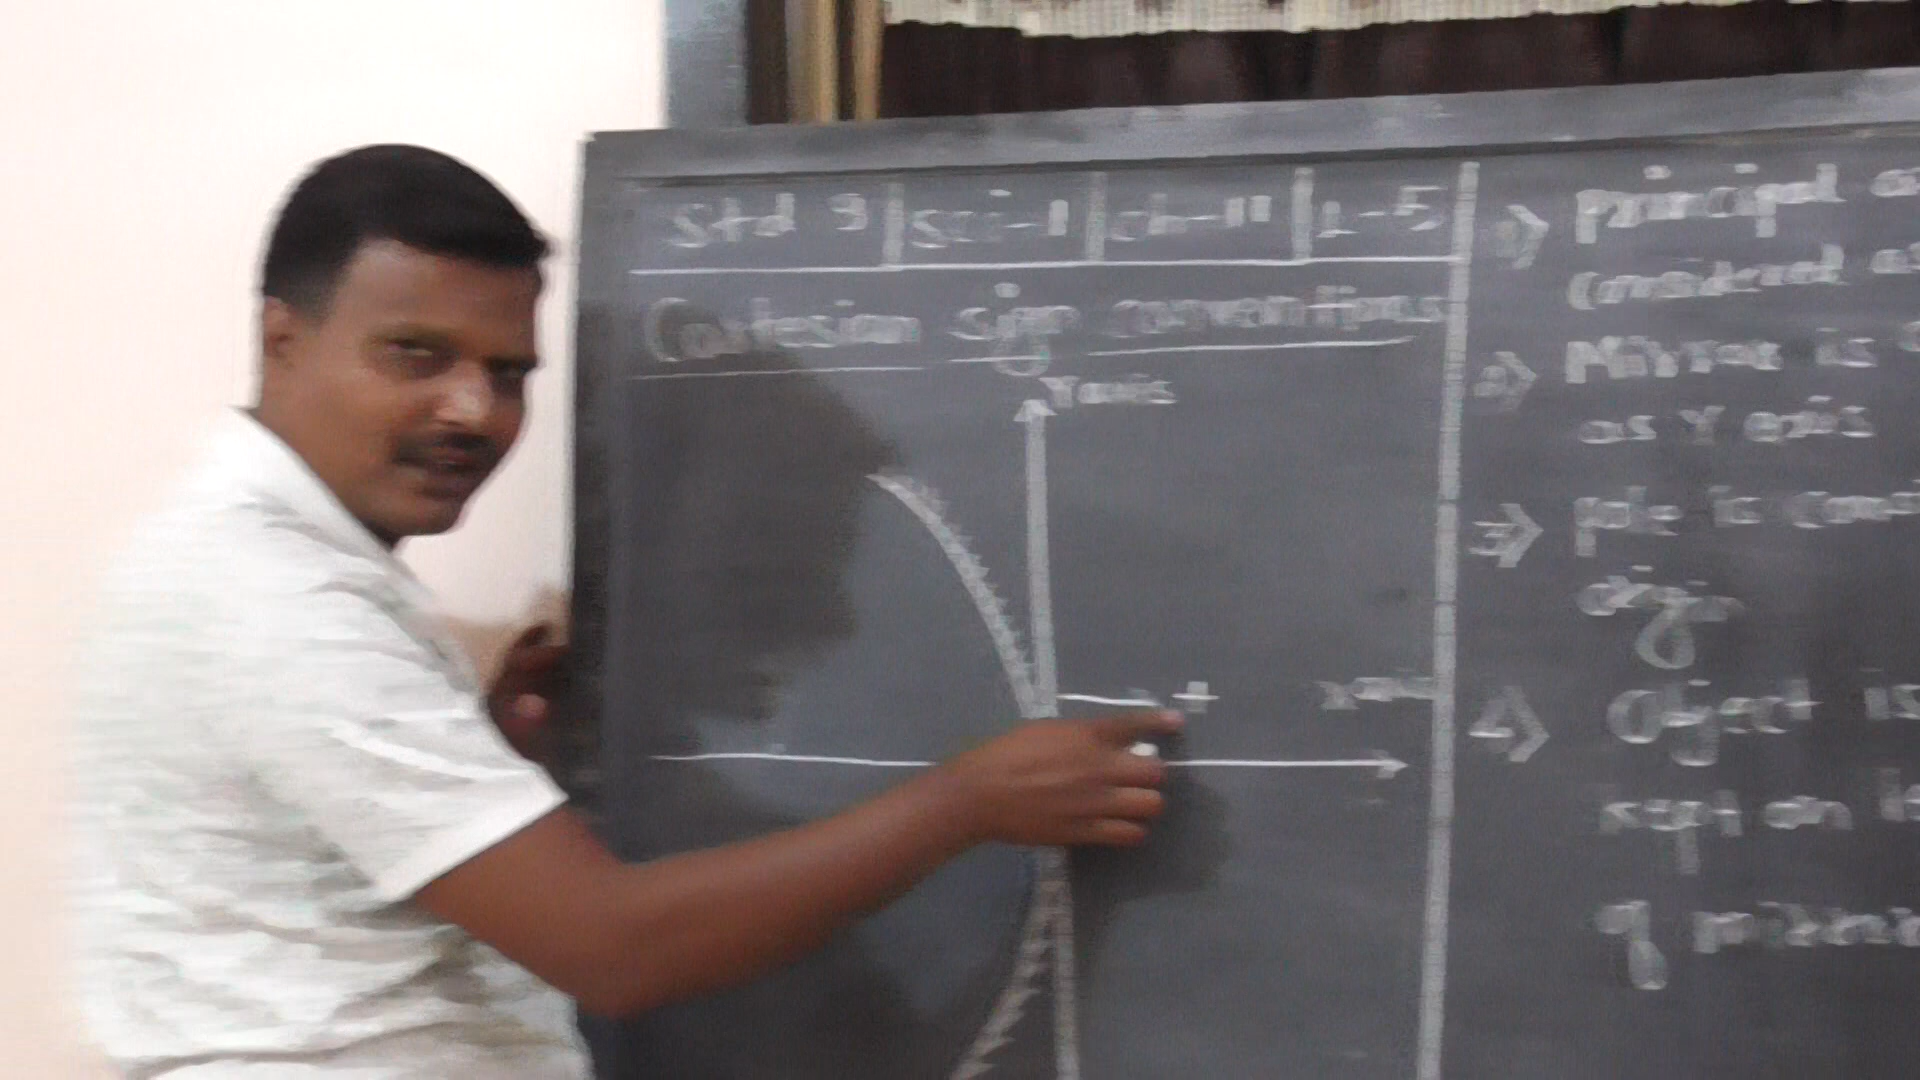 Std 9 Sci-1 ch-11 L-5
Cartesian sign conventions
Y axis
+
X axis
1) principal
considered as
2) Mirror is
as Y axis
3) pole is
origin
4) Object is
kept on
of mirror